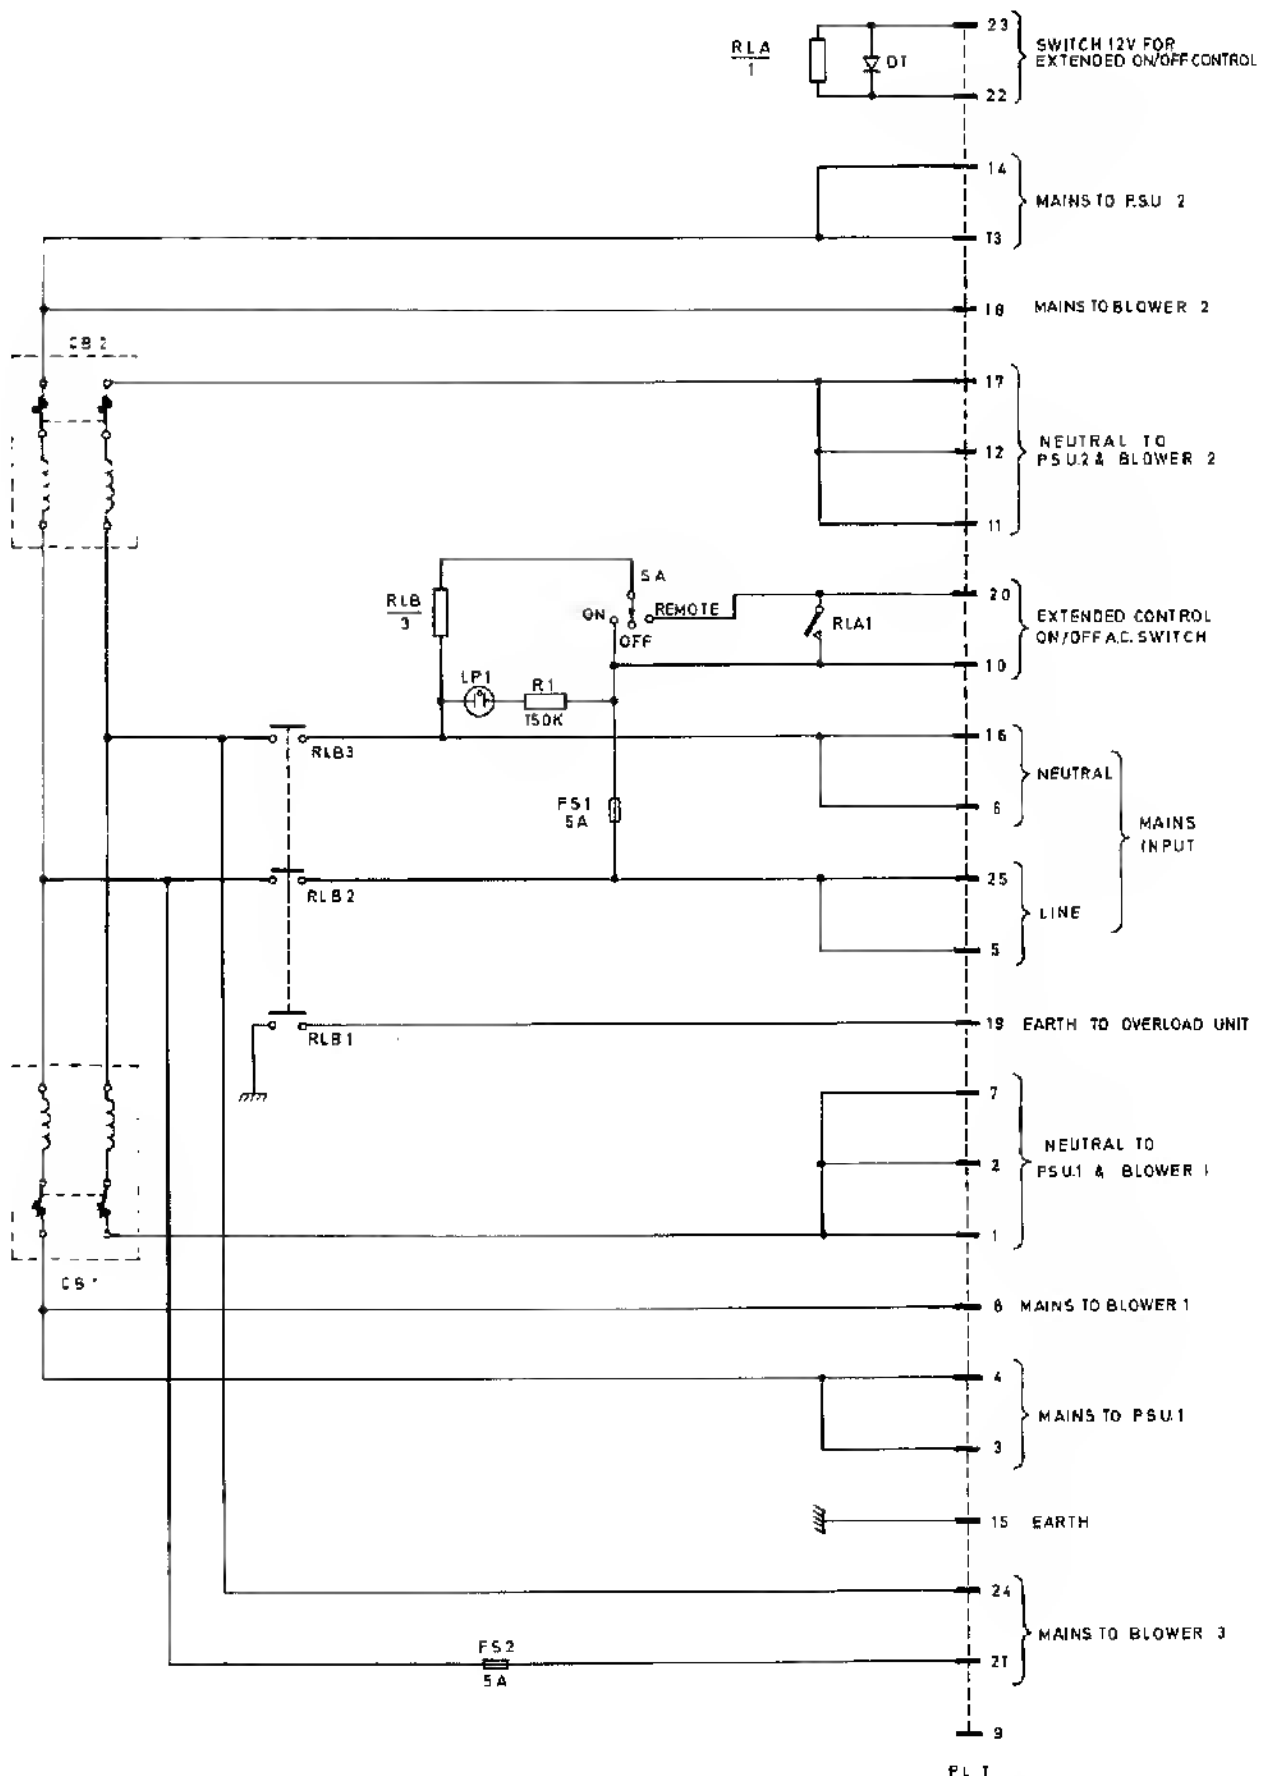 23
SWITCH 12V FOR
EXTENDED ON/OFF CONTROL
RLA
1
D1
22
14
MAINS TO P.S.U 2
13
18 MAINS TO BLOWER 2
CB 2
17
12
NEUTRAL TO
P.S.U.2 & BLOWER 2
11
SA
RLB
3
ON
OFF
REMOTE
20
RLA1
EXTENDED CONTROL
ON/OFF A.C. SWITCH
10
LP1
R1
150K
RLB3
16
NEUTRAL
6
FS1
5A
MAINS
INPUT
RLB2
25
LINE
5
RLB1
19 EARTH TO OVERLOAD UNIT
7
2
NEUTRAL TO
P.S.U.1 & BLOWER 1
1
CB 1
8 MAINS TO BLOWER 1
4
MAINS TO P.S.U.1
3
15 EARTH
24
MAINS TO BLOWER 3
FS2
5A
21
9
PL 1